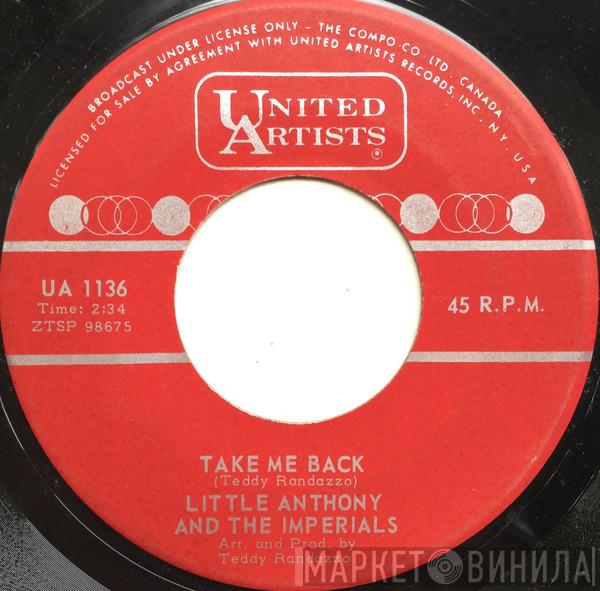 BROADCAST UNDER LICENSE ONLY - THE COMPO-CO LTD. CANADA
LICENSED FOR SALE BY AGREEMENT WITH UNITED ARTISTS RECORDS, INC., N.Y. USA
UNITED
ARTISTS
®
UA 1136
Time: 2:34
ZTSP 98675
45 R.P.M.
TAKE ME BACK
(Teddy Randazzo)
LITTLE ANTHONY
AND THE IMPERIALS
Arr. and Prod. by
Teddy Randazzo
МАРКЕТ ВИНИЛА